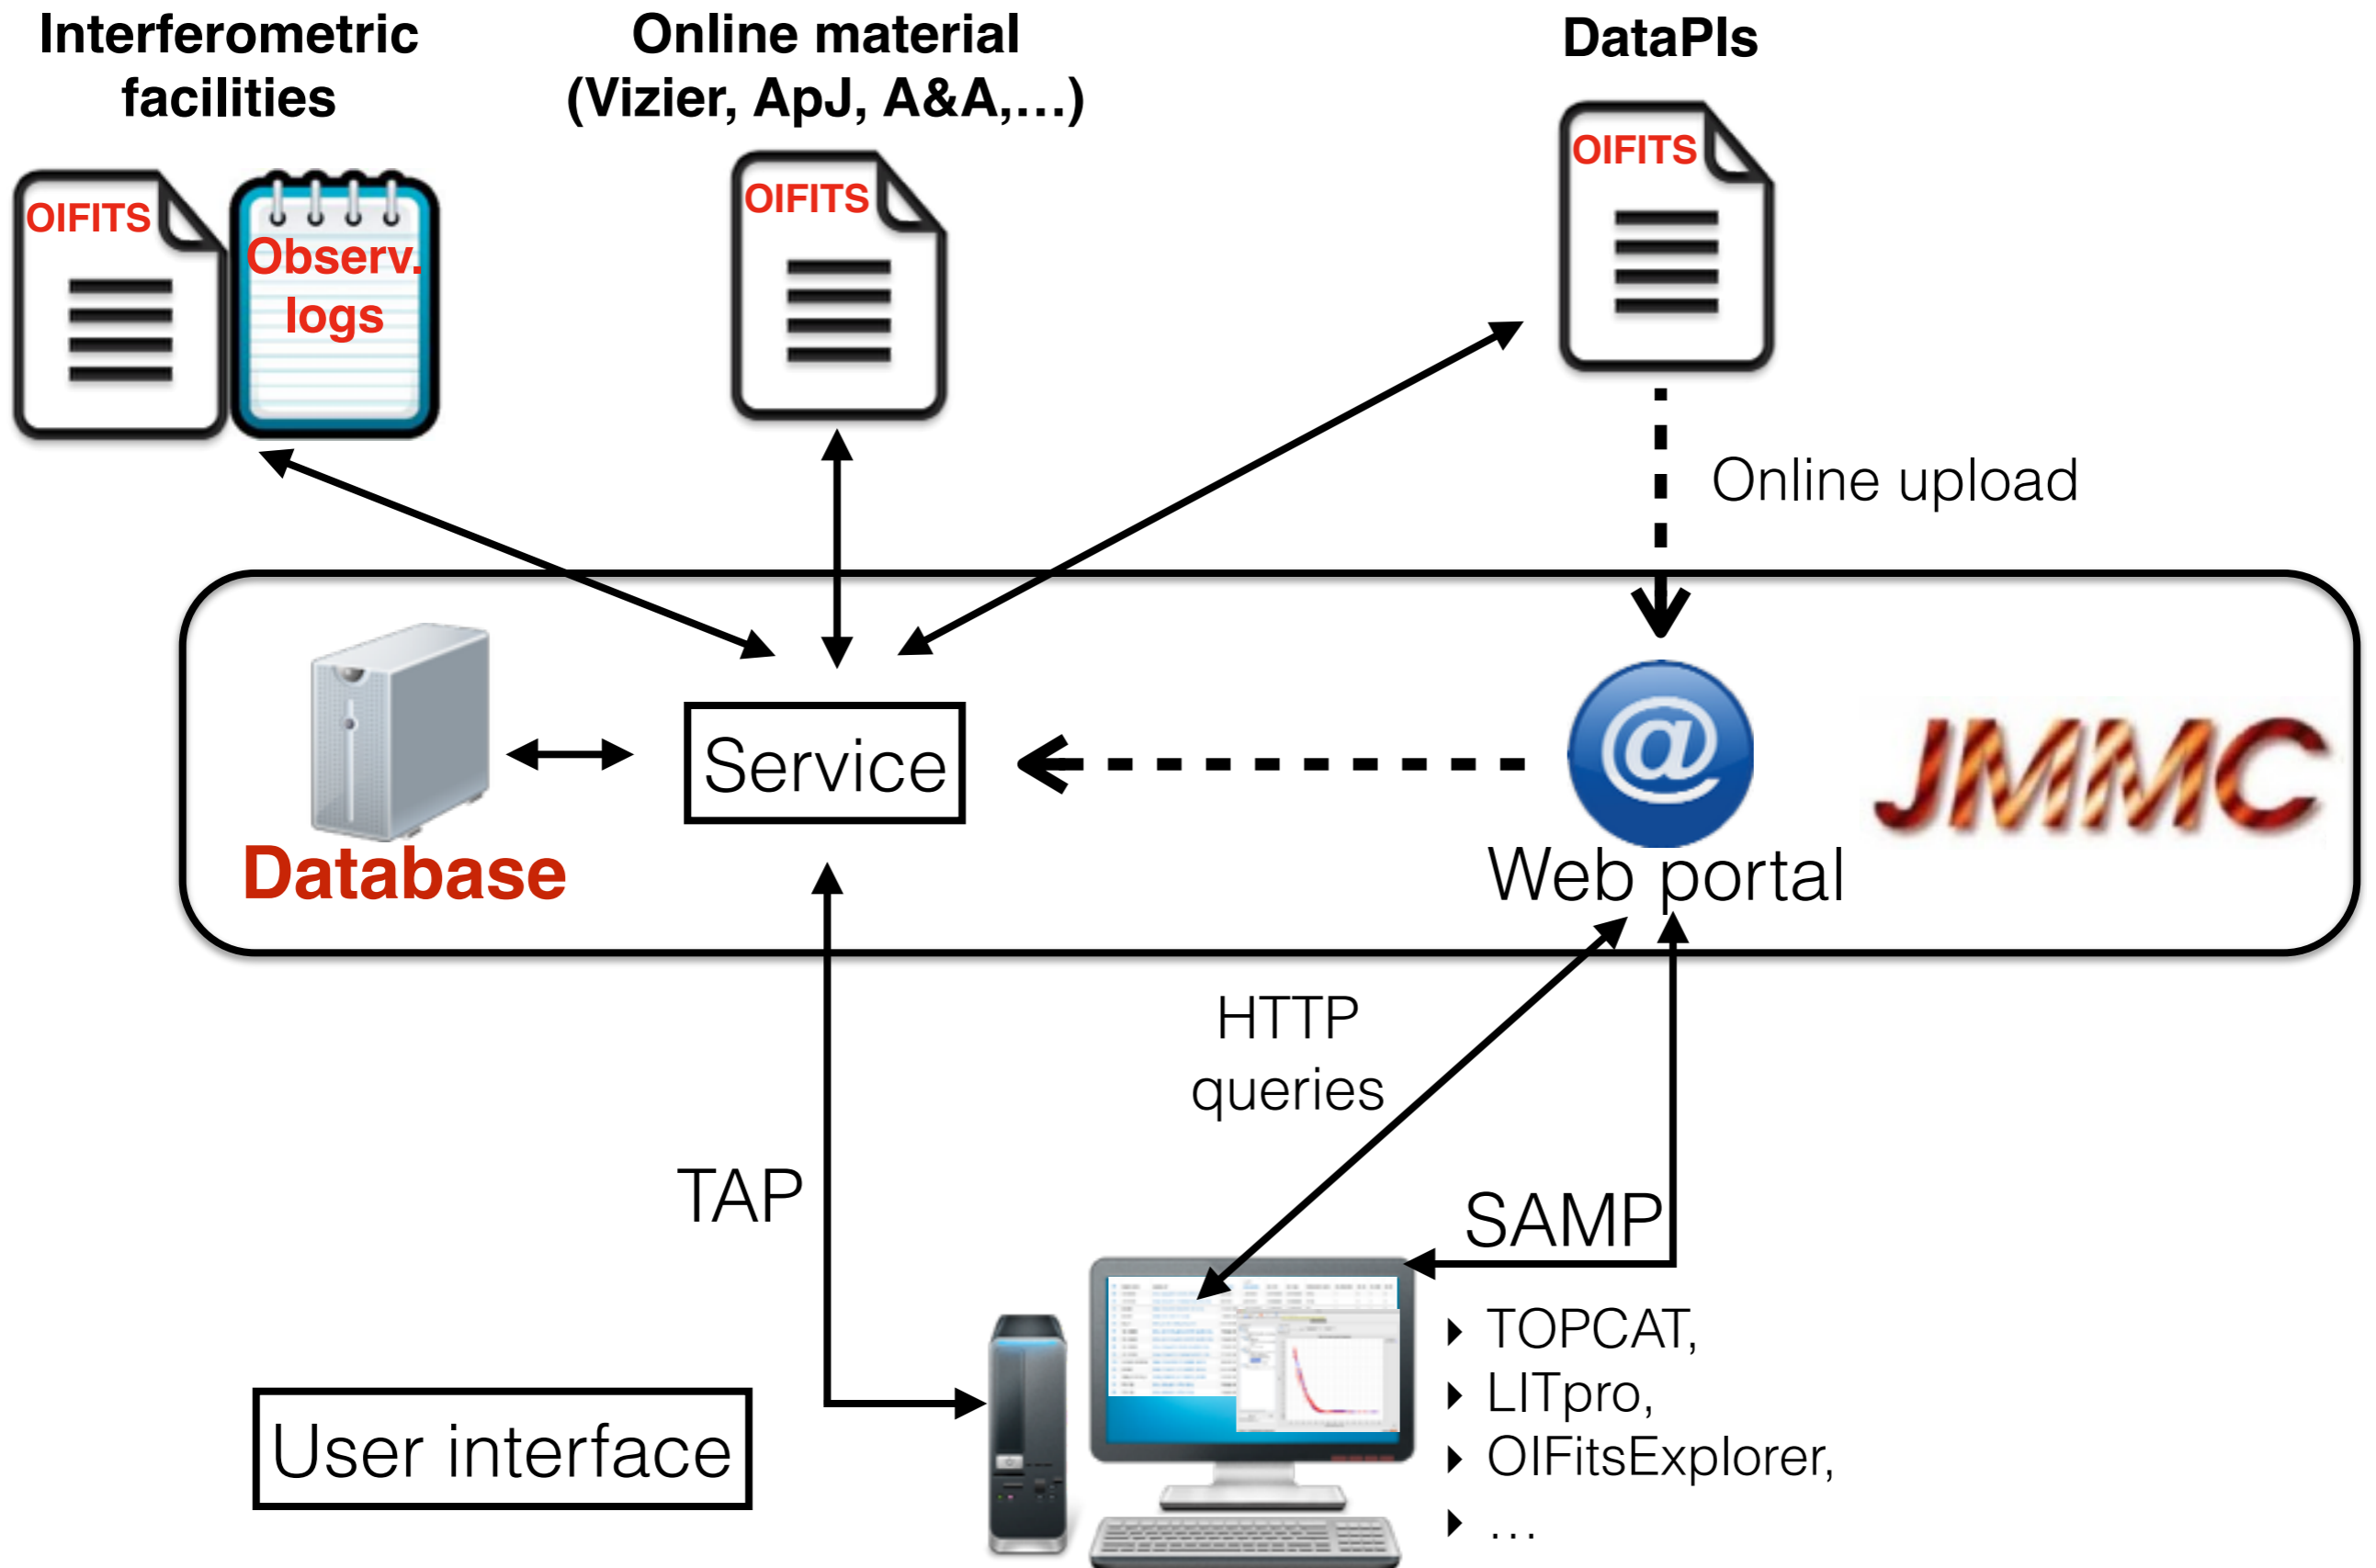 Interferometric
facilities
Online material
(Vizier, ApJ, A&A,...)
DataPIs
OIFITS
Observ.
logs
OIFITS
OIFITS
Online upload
Database
Service
@
Web portal
JMMC
HTTP
queries
TAP
SAMP
User interface
‣ TOPCAT,
‣ LITpro,
‣ OIFitsExplorer,
‣ ...